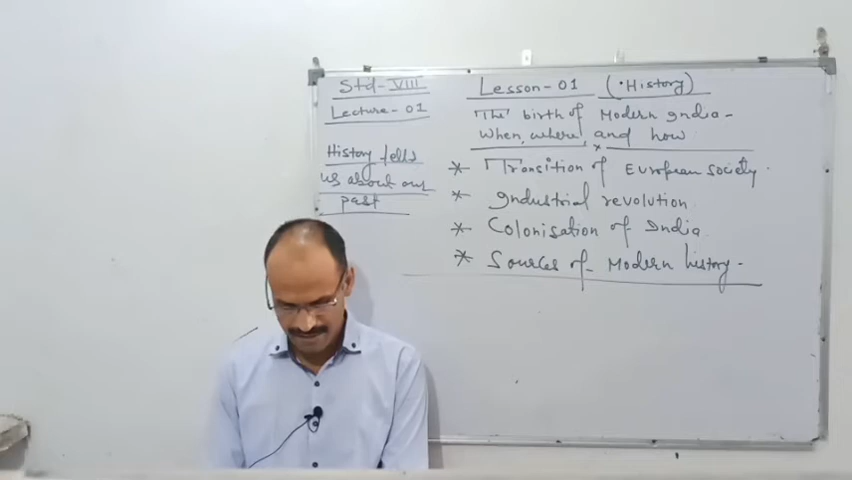 Std-VIII
Lecture-01
History tells
us about our
past
Lesson-01 (History)
The birth of Modern India-
When, where, and how
* Transition of European society.
* Industrial revolution
* Colonisation of India
* Sources of Modern history.